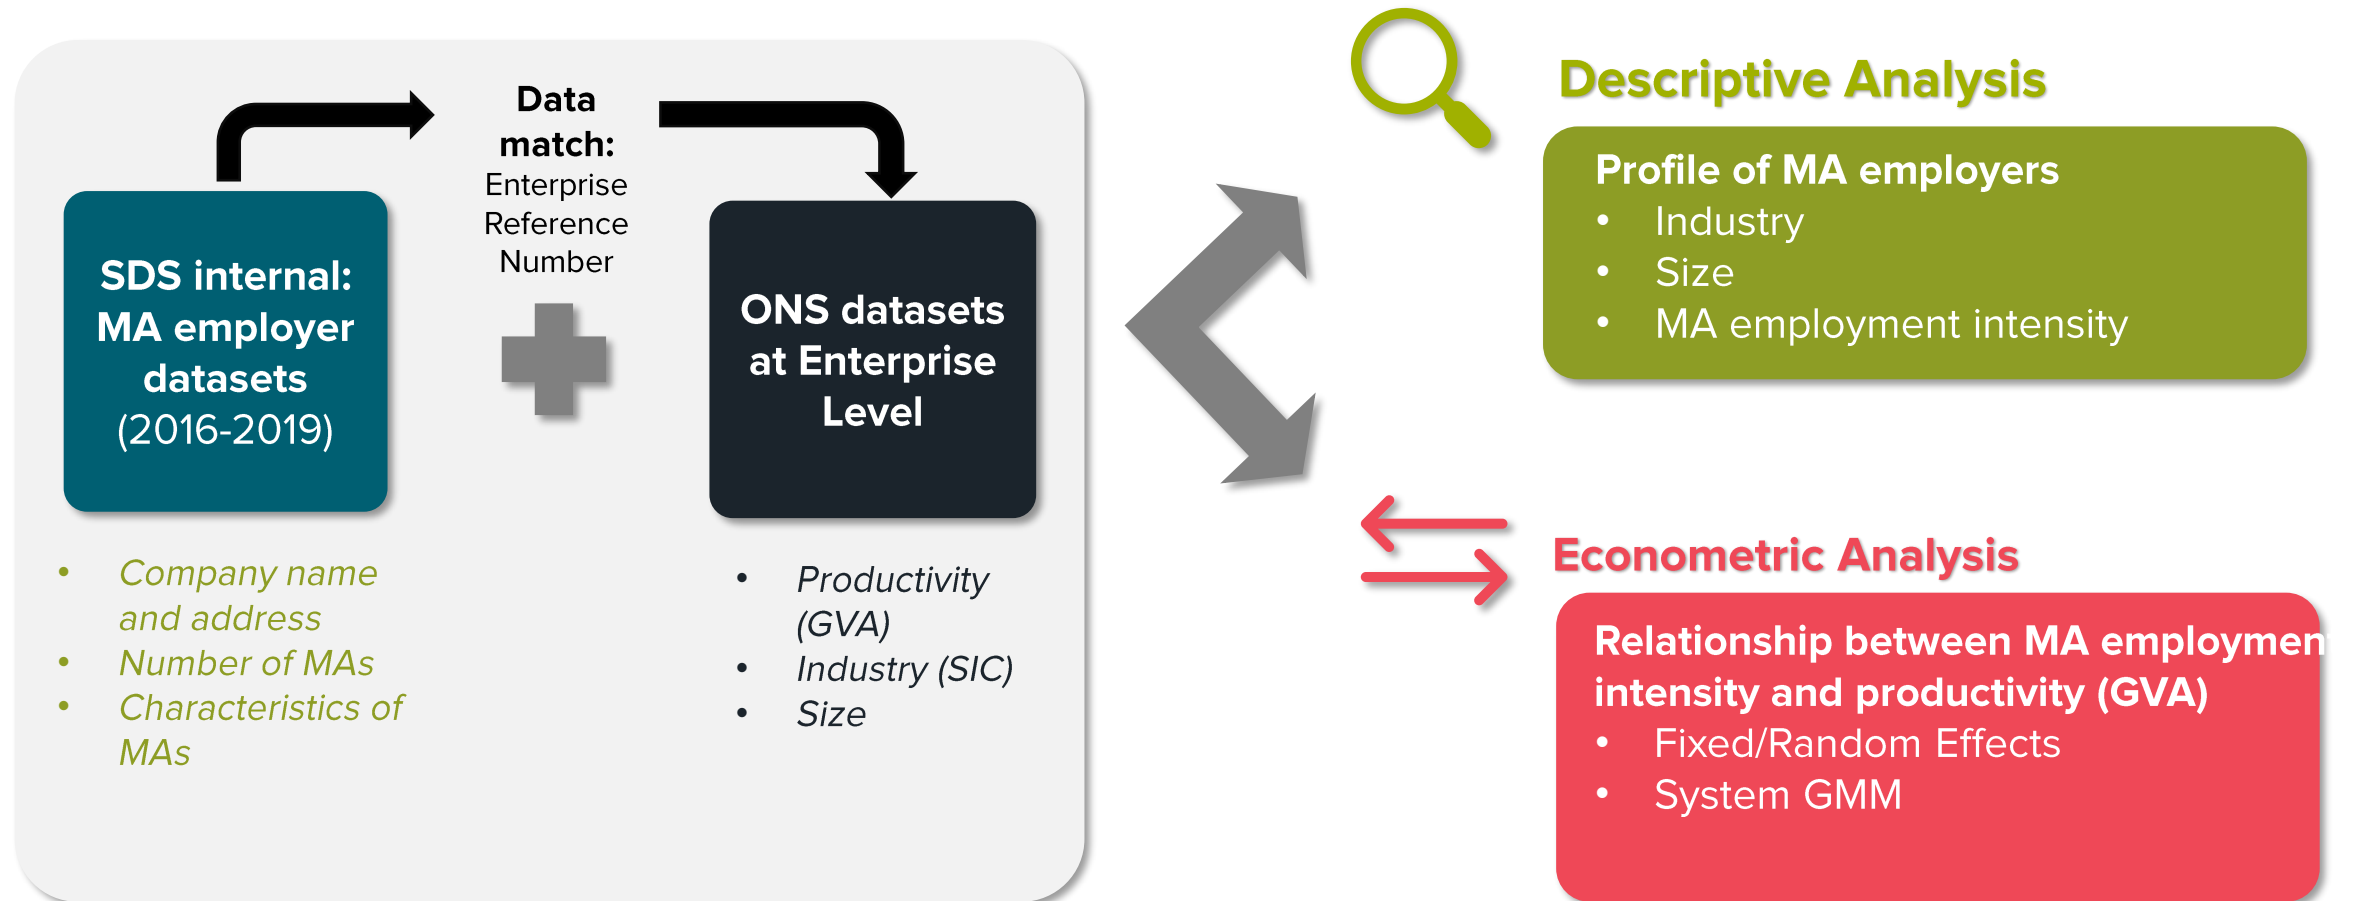 Data
match:
Enterprise
Reference
Number
SDS internal:
MA employer
datasets
(2016-2019)
• Company name
and address
• Number of MAs
• Characteristics of
MAs
ONS datasets
at Enterprise
Level
• Productivity
(GVA)
• Industry (SIC)
• Size
Descriptive Analysis
Profile of MA employers
• Industry
• Size
• MA employment intensity
Econometric Analysis
Relationship between MA employmen
intensity and productivity (GVA)
• Fixed/Random Effects
• System GMM